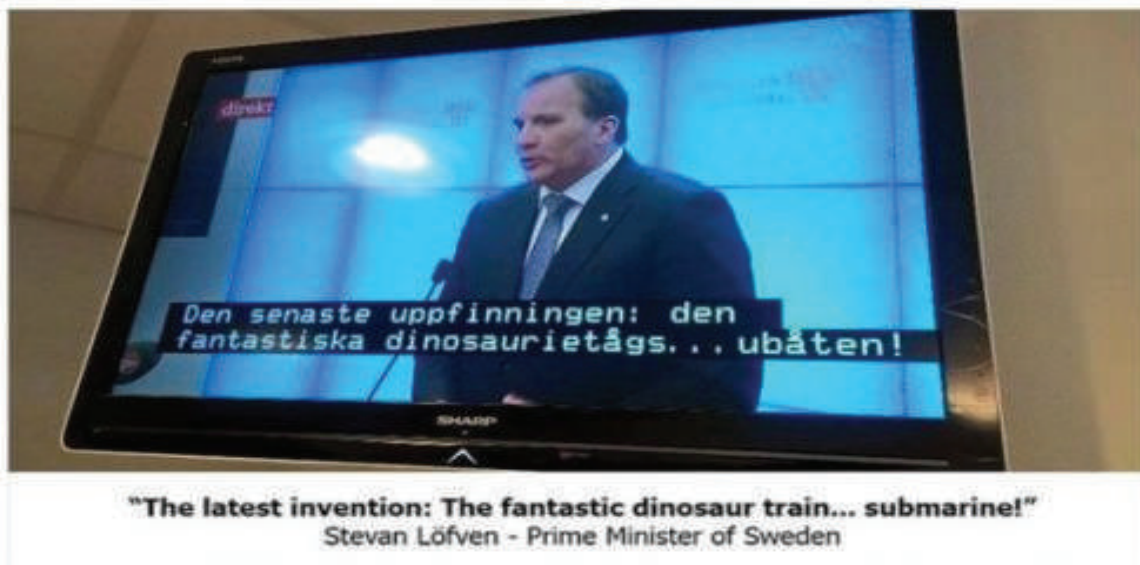 direkt
Den senaste uppfinningen: den
fantastiska dinosaurietågs...ubåten!
SHARP
"The latest invention: The fantastic dinosaur train... submarine!"
Stevan Löfven - Prime Minister of Sweden